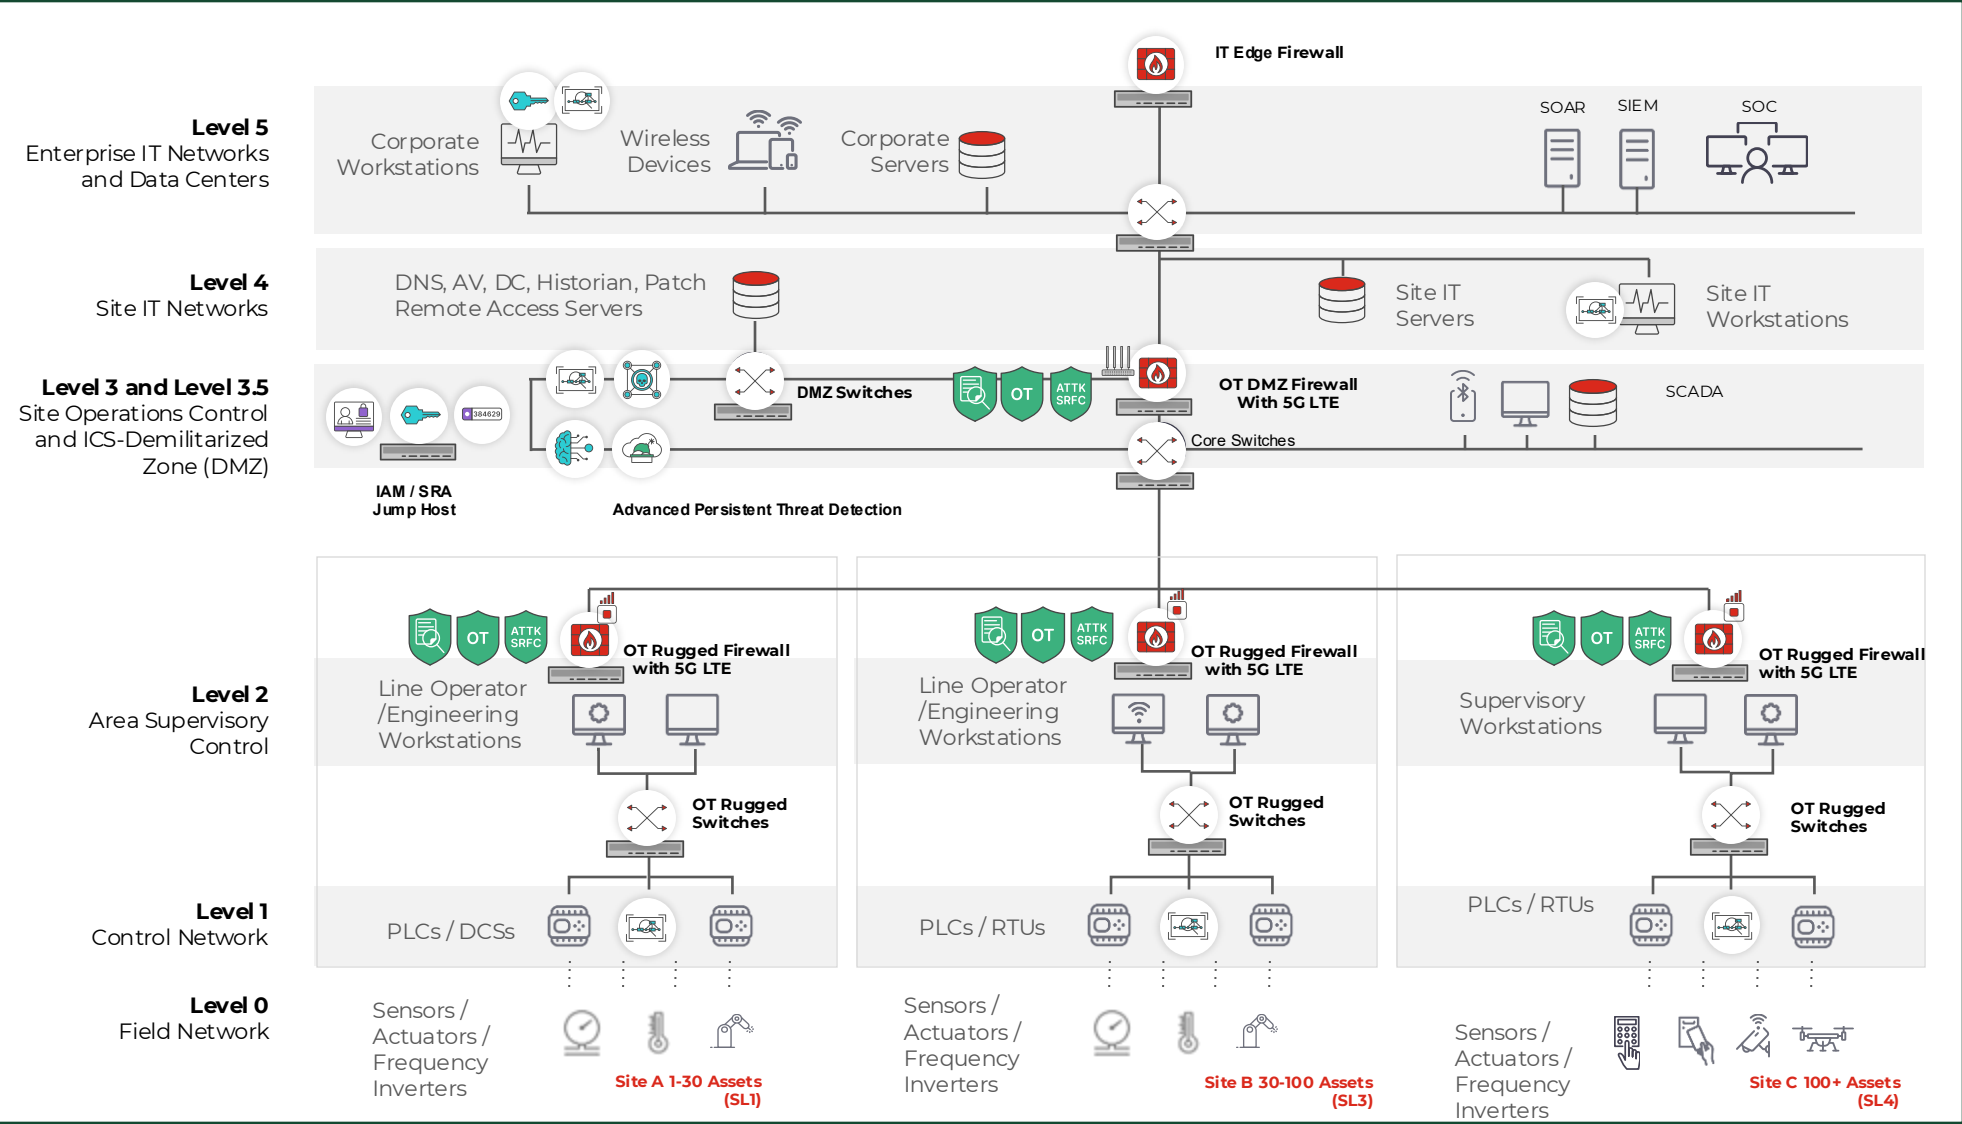 IT Edge Firewall
Level 5
Enterprise IT Networks
and Data Centers
Corporate
Workstations
Wireless
Devices
Corporate
Servers
SOAR
SIEM
SOC
Level 4
Site IT Networks
DNS, AV, DC, Historian, Patch
Remote Access Servers
Site IT
Servers
Site IT
Workstations
Level 3 and Level 3.5
Site Operations Control
and ICS-Demilitarized
Zone (DMZ)
384629
IAM / SRA
Jump Host
DMZ Switches
Advanced Persistent Threat Detection
OT
ATTK
SRFC
OT DMZ Firewall
With 5G LTE
Core Switches
SCADA
OT
ATTK
SRFC
OT Rugged Firewall
with 5G LTE
OT
ATTK
SRFC
OT Rugged Firewall
with 5G LTE
OT
ATTK
SRFC
OT Rugged Firewall
with 5G LTE
Level 2
Area Supervisory
Control
Line Operator
/Engineering
Workstations
Line Operator
/Engineering
Workstations
Supervisory
Workstations
OT Rugged
Switches
OT Rugged
Switches
OT Rugged
Switches
Level 1
Control Network
PLCs / DCSs
PLCs / RTUs
PLCs / RTUs
Level 0
Field Network
Sensors /
Actuators /
Frequency
Inverters
Site A 1-30 Assets
(SL1)
Sensors /
Actuators /
Frequency
Inverters
Site B 30-100 Assets
(SL3)
Sensors /
Actuators /
Frequency
Inverters
Site C 100+ Assets
(SL4)